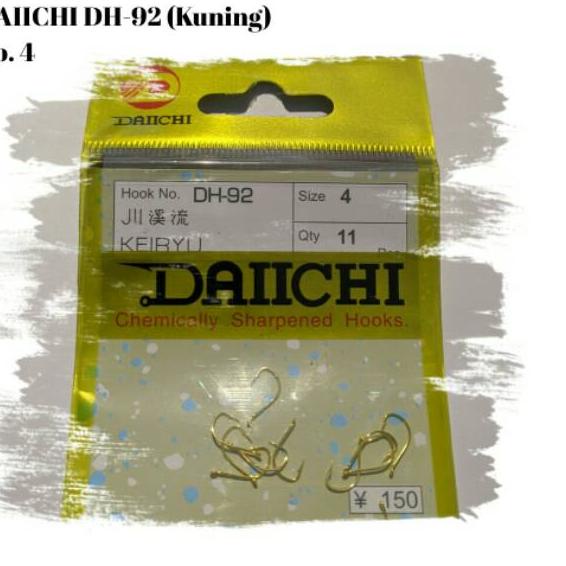 AIICHI DH-92 (Kuning)
o. 4
DAIICHI
Hook No. DH-92
Size 4
川溪流
KEIRYU
Qty 11
DAIICHI
Chemically Sharpened Hooks.
¥ 150